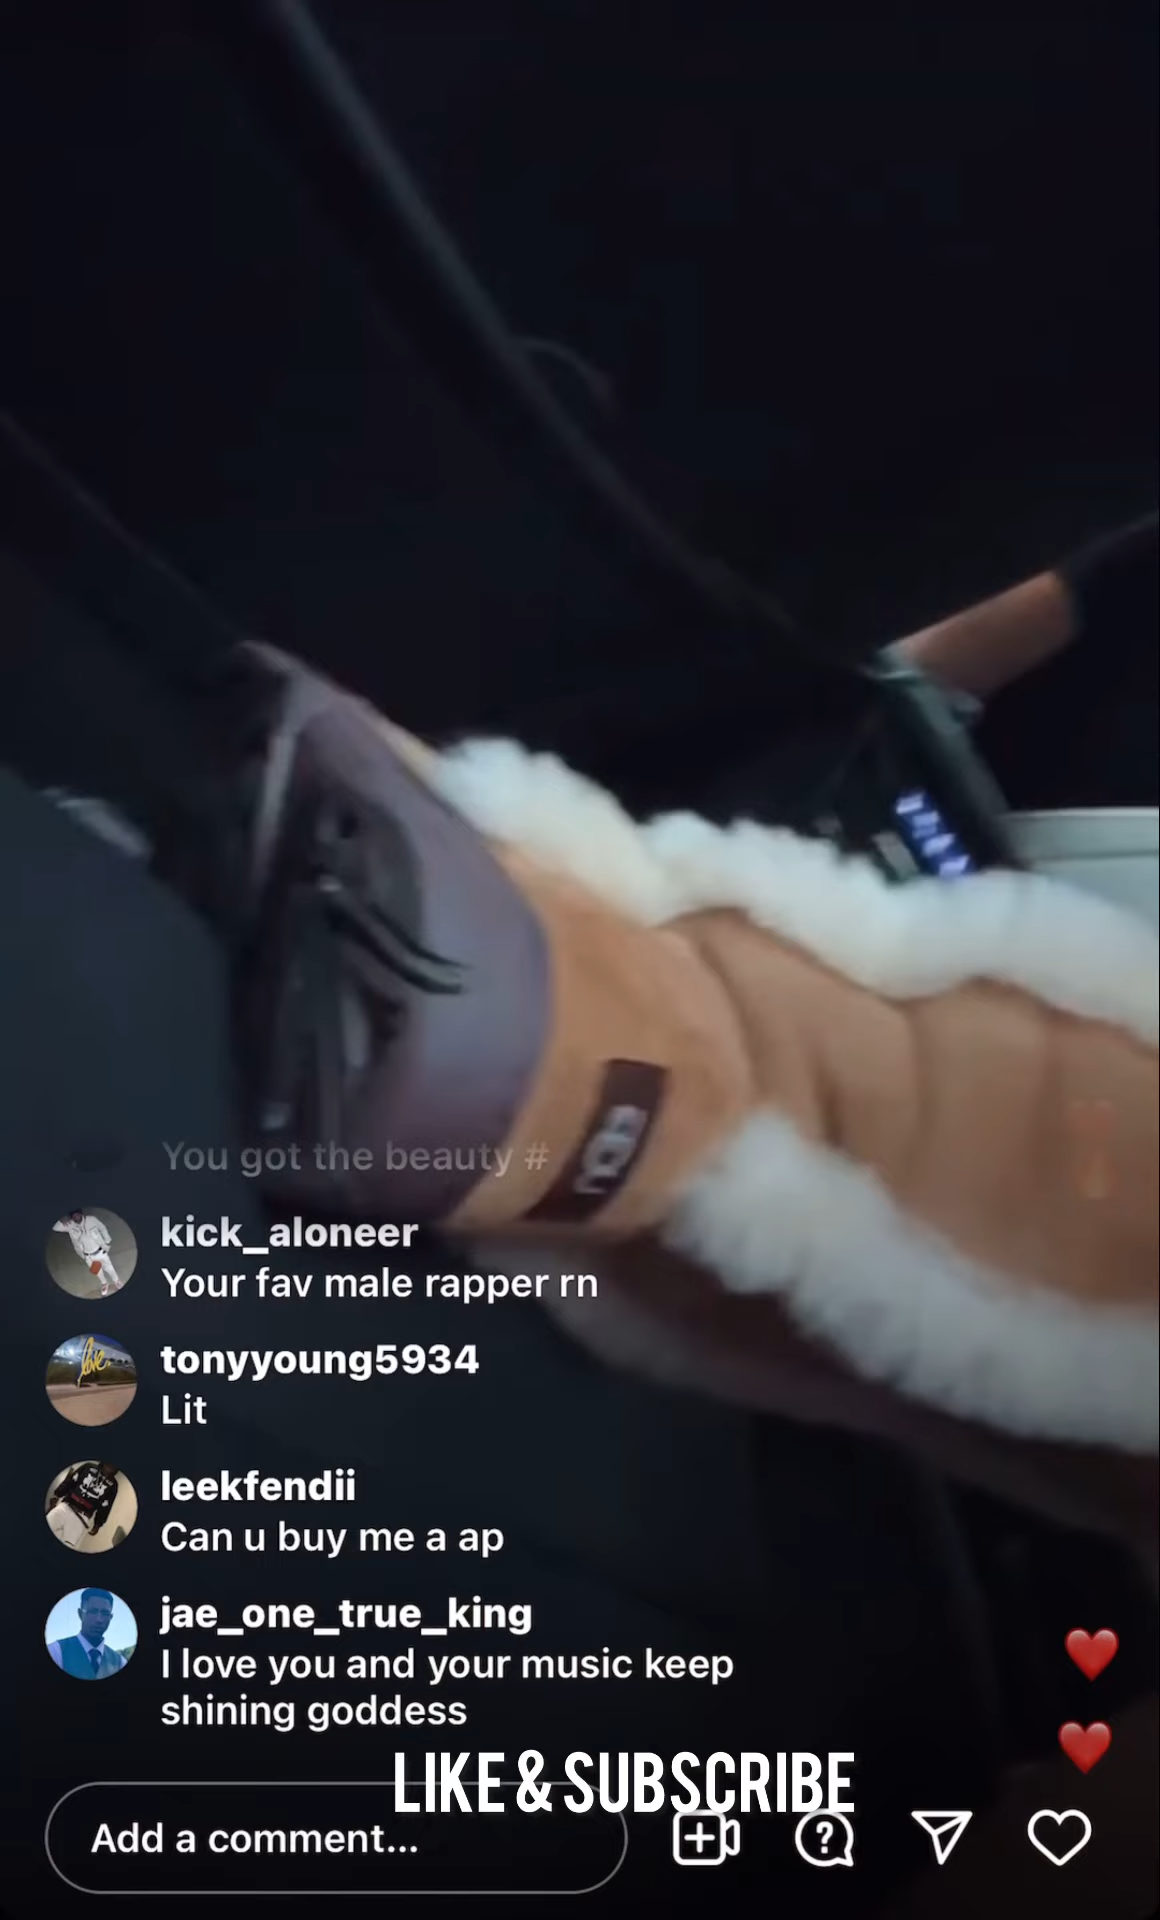 You got the beauty #
kick_aloneer
Your fav male rapper rn
tonyyoung5934
Lit
leekfendii
Can u buy me a ap
jae_one_true_king
I love you and your music keep
shining goddess
LIKE & SUBSCRIBE
Add a comment...